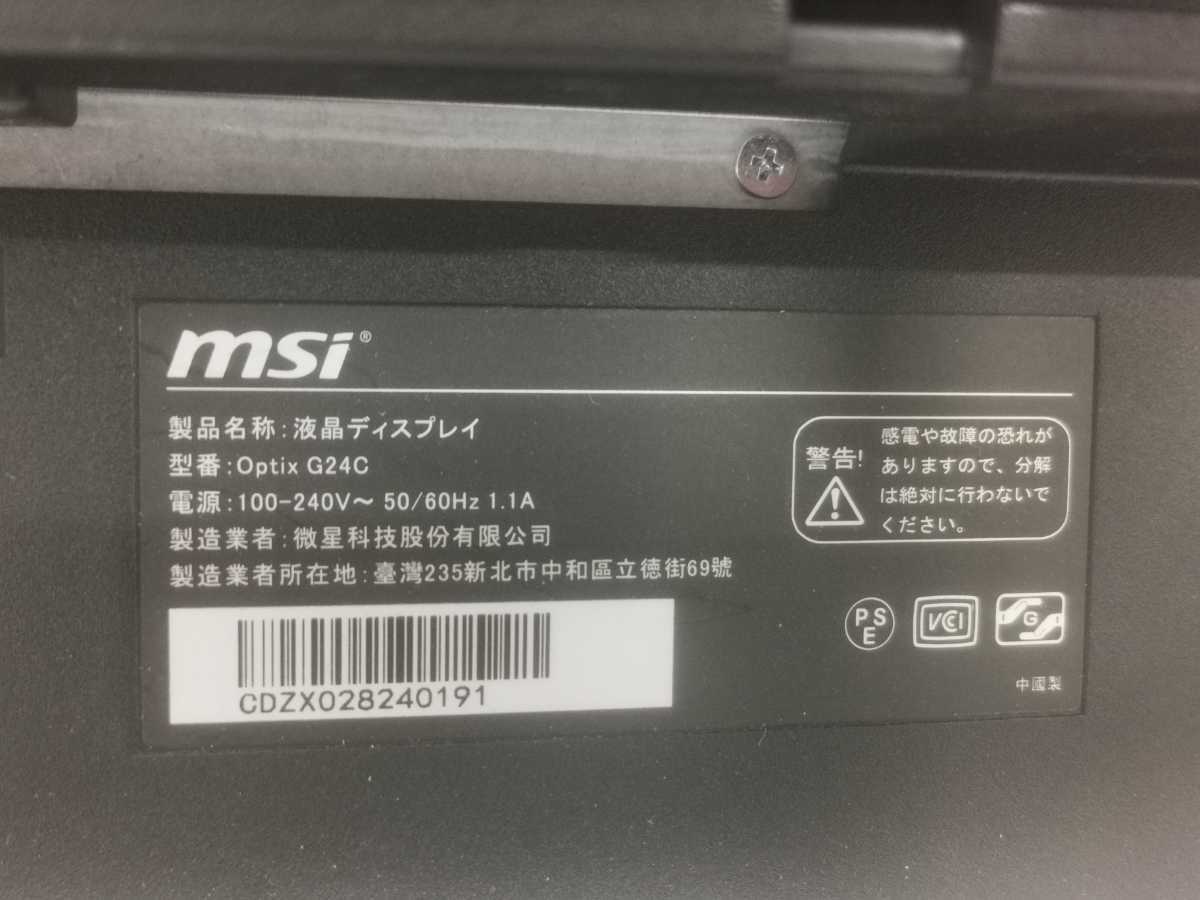 msi®
製品名称:液晶ディスプレイ
型番:Optix G24C
電源:100-240V～ 50/60Hz 1.1A
製造業者:微星科技股份有限公司
製造業者所在地:臺灣235新北市中和區立徳街69號
警告!
感電や故障の恐れが
ありますので、分解
は絶対に行わないで
ください。
CDZX028240191
PS
E
VCCI
G
中國製